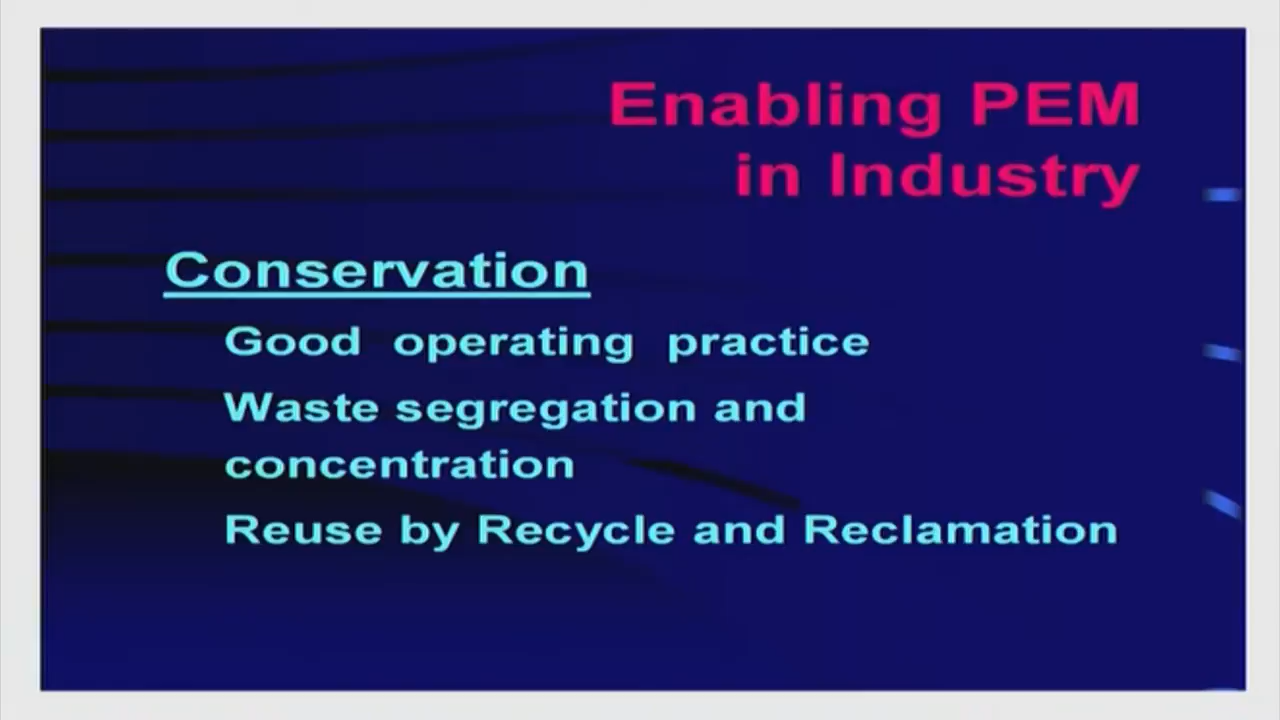 Enabling PEM
in Industry
Conservation
Good operating practice
Waste segregation and
concentration
Reuse by Recycle and Reclamation